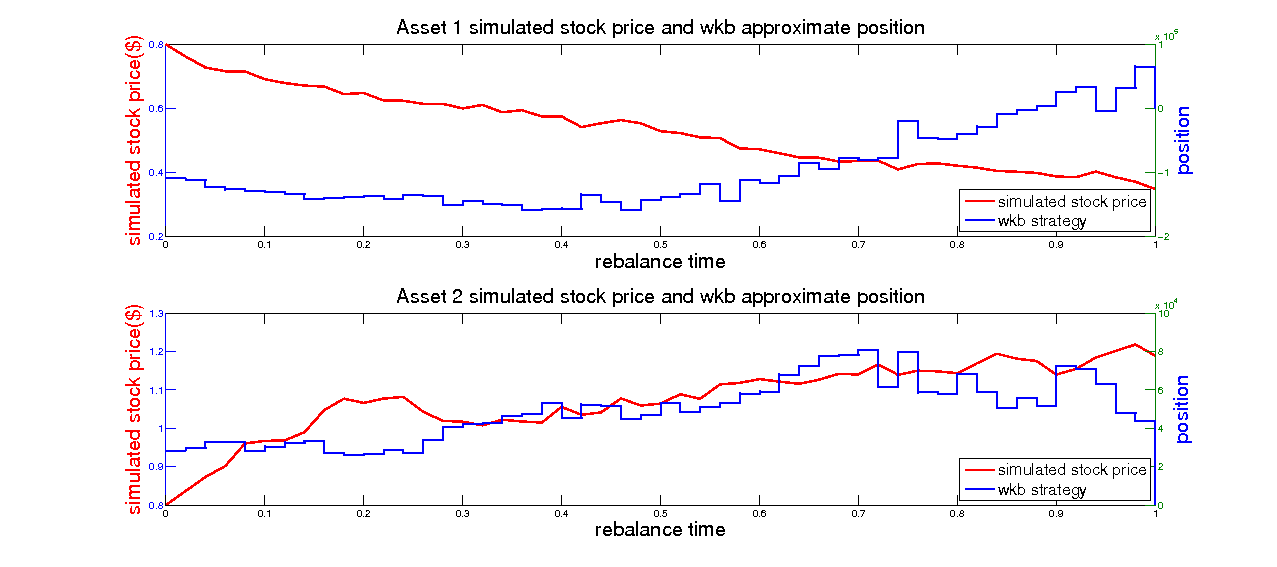 Asset 1 simulated stock price and wkb approximate position
simulated stock price($)
0.8
0.6
0.4
0.2
x 10^5
1
0
-1
-2
position
simulated stock price
wkb strategy
0 0.1 0.2 0.3 0.4 0.5 0.6 0.7 0.8 0.9 1
rebalance time
Asset 2 simulated stock price and wkb approximate position
simulated stock price($)
1.3
1.2
1.1
1
0.9
0.8
x 10^4
10
8
6
4
2
0
position
simulated stock price
wkb strategy
0 0.1 0.2 0.3 0.4 0.5 0.6 0.7 0.8 0.9 1
rebalance time